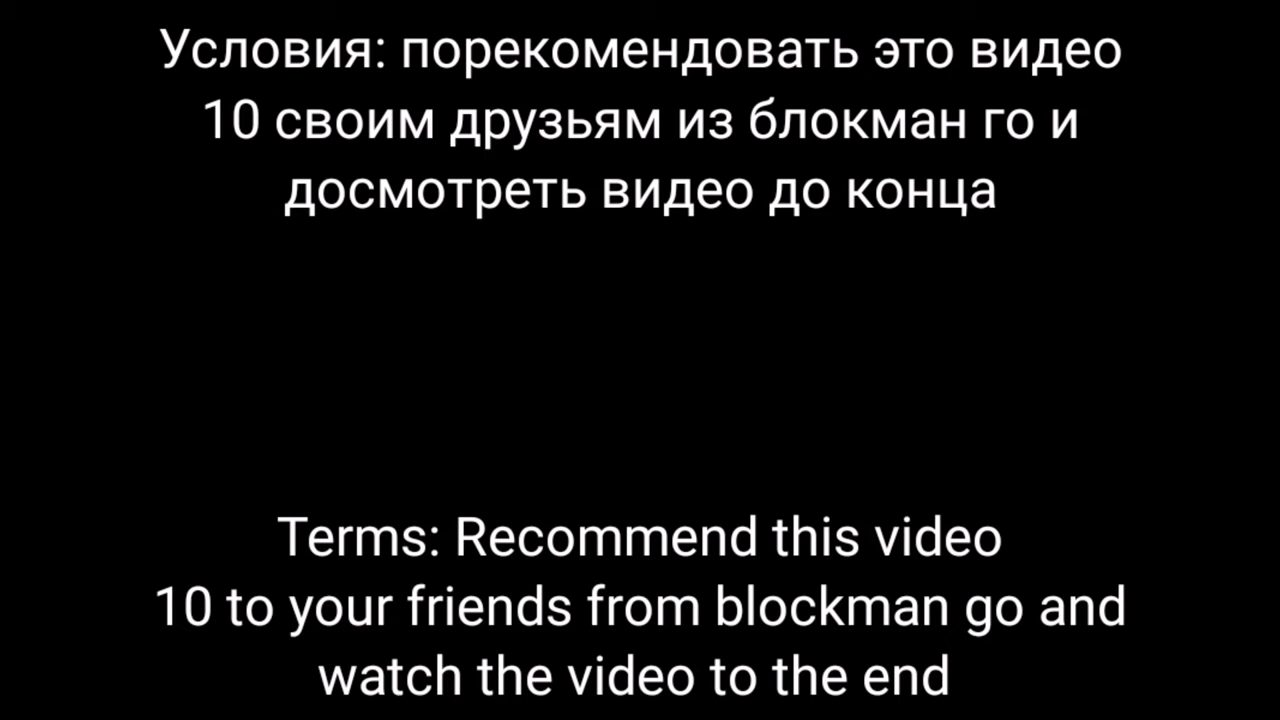 Условия: порекомендовать это видео
10 своим друзьям из блокман го и
досмотреть видео до конца
Terms: Recommend this video
10 to your friends from blockman go and
watch the video to the end